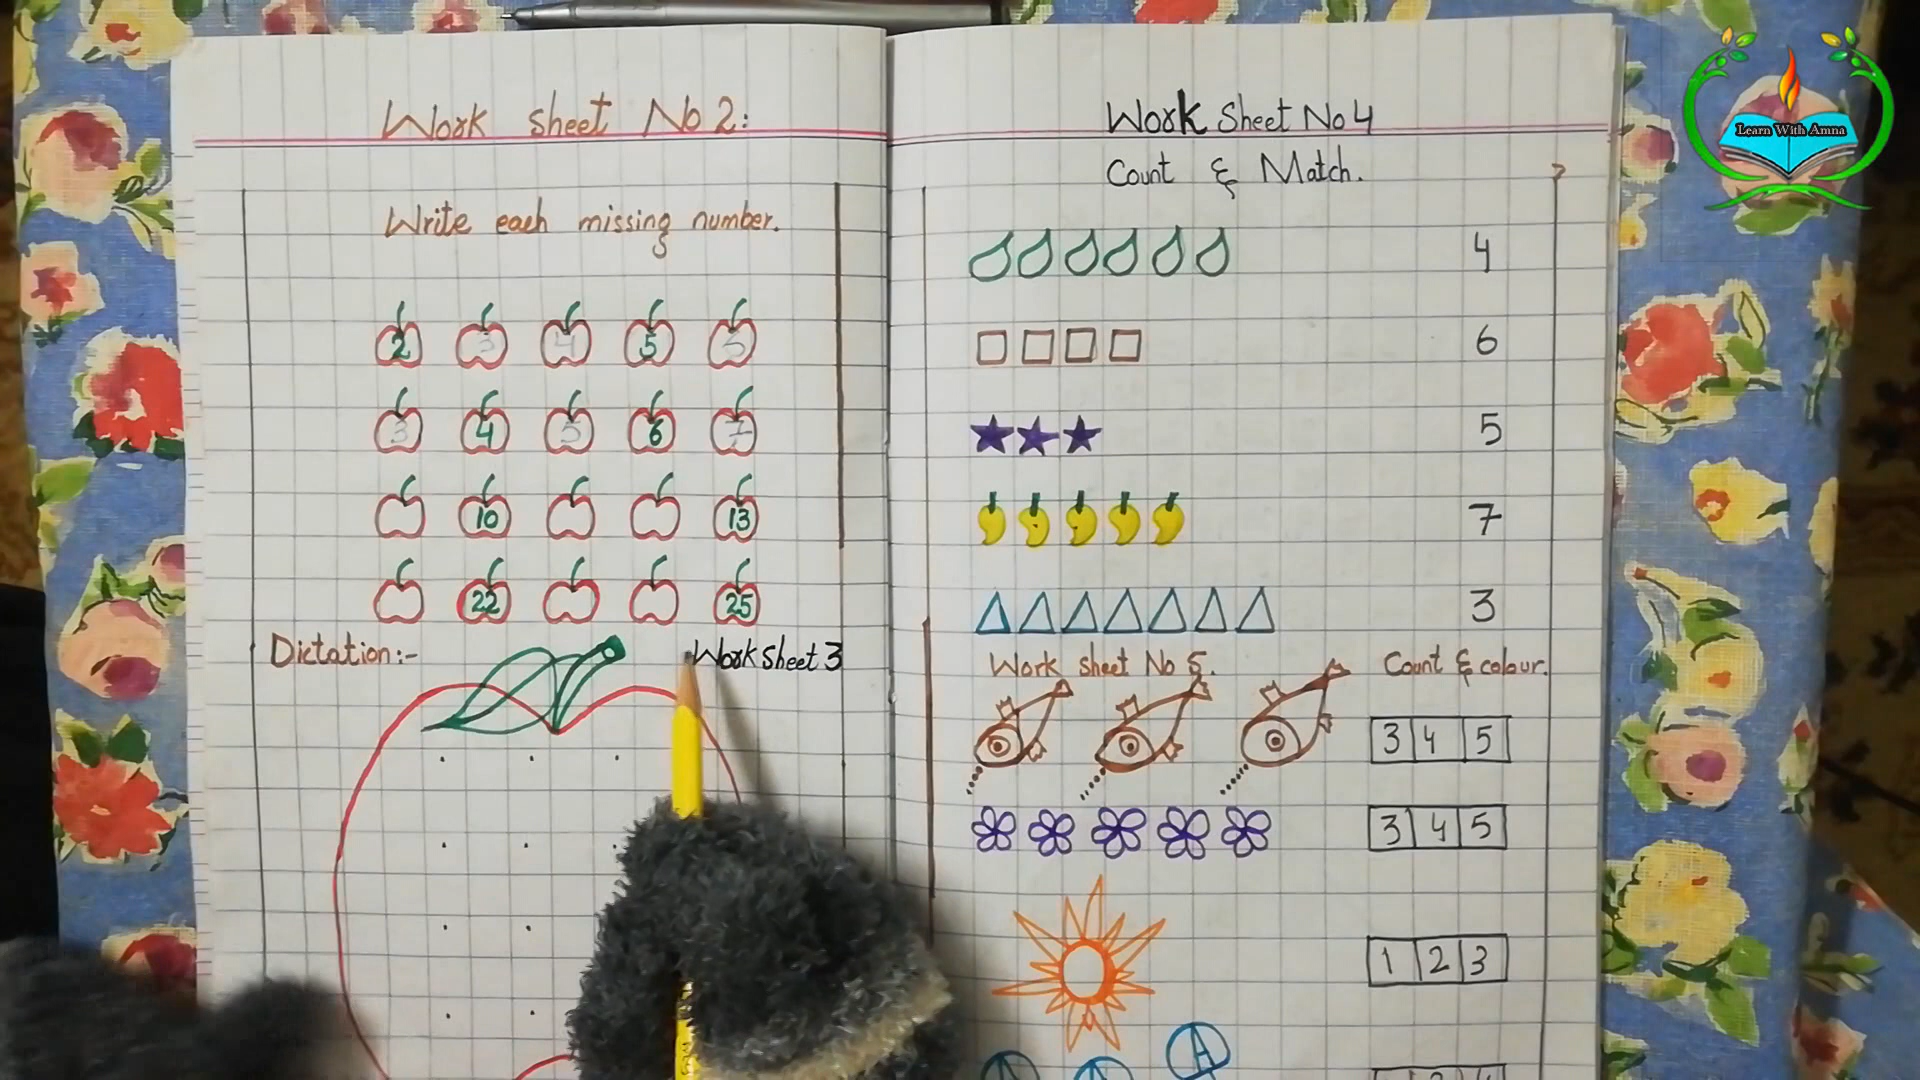 Work sheet No 2:
Write each missing number.
2 3 4 5
3 4 5 6 7
10 13
22 25
Dictation:-
Work Sheet 3
Work Sheet No 4
Count & Match.
4
6
5
7
3
Work sheet No 5. Count & colour.
3 4 5
3 4 5
1 2 3
A
Learn With Amna